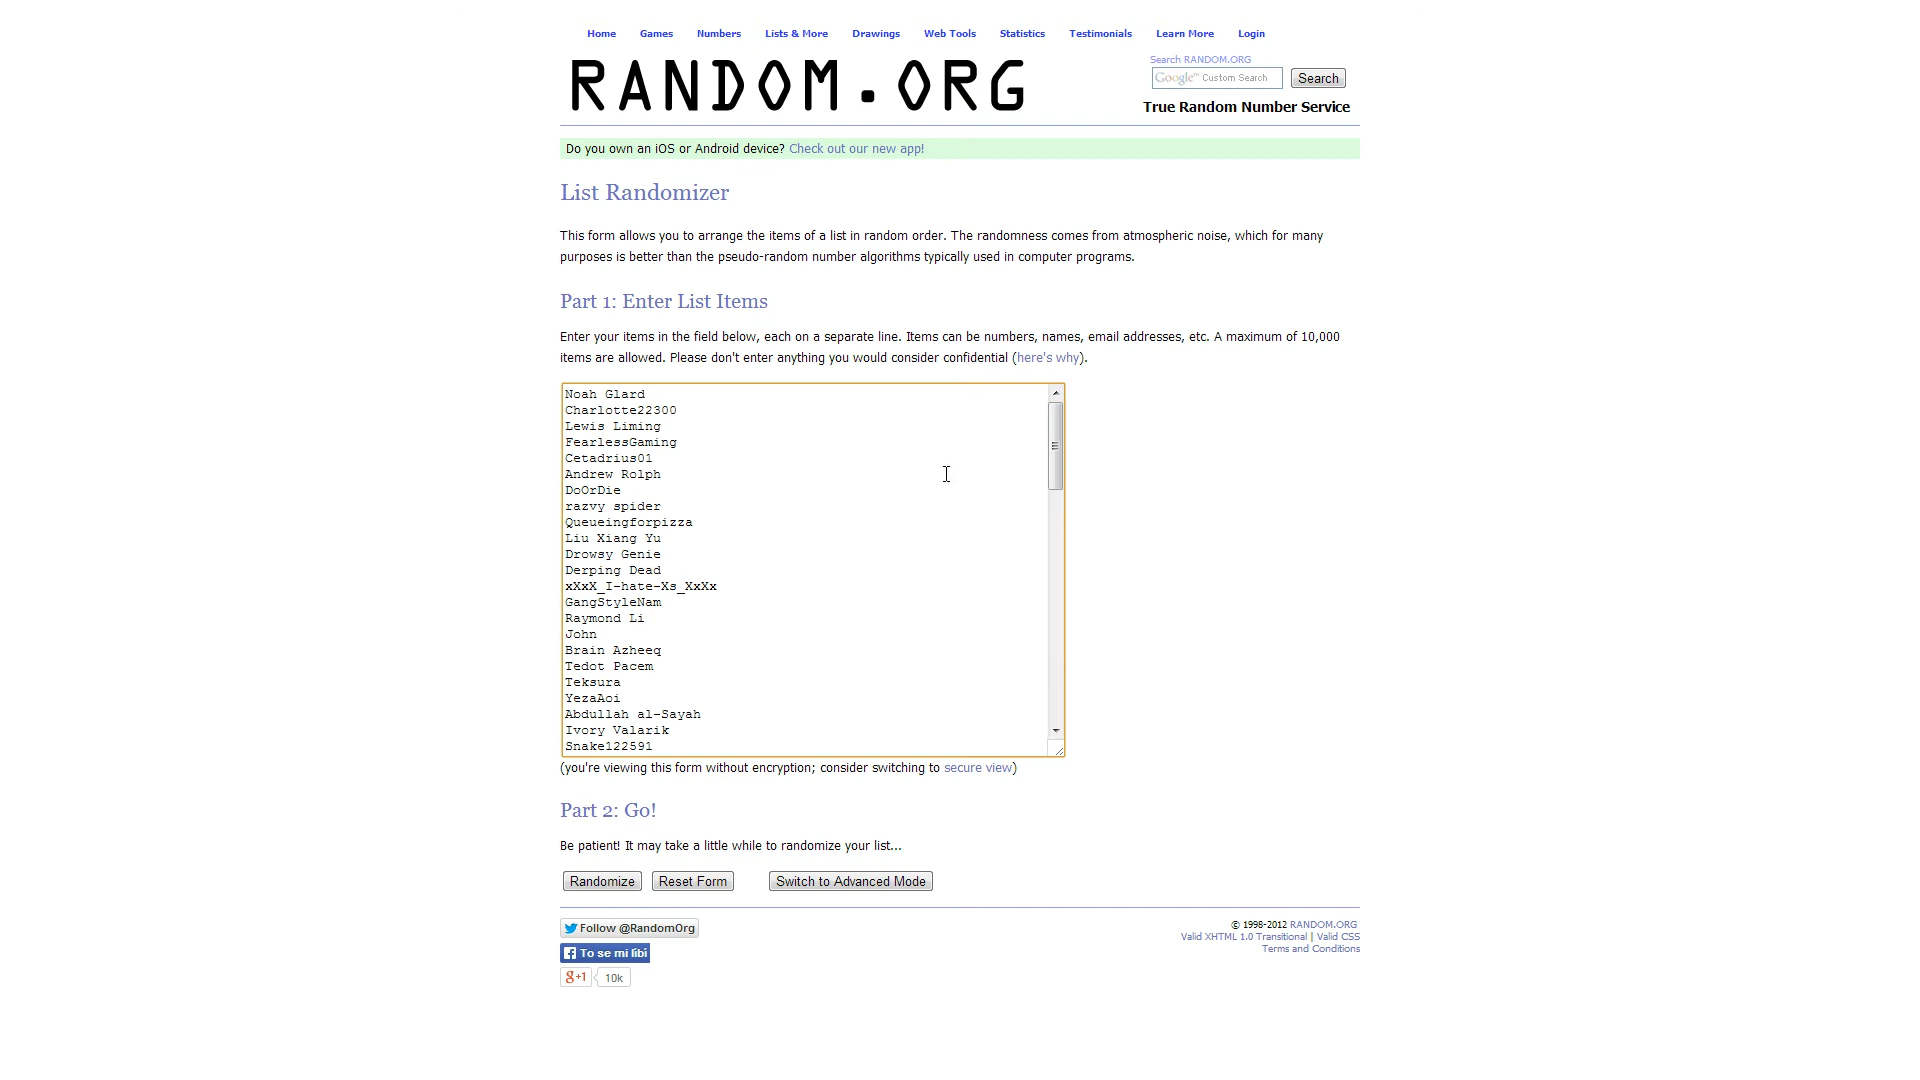 Home Games Numbers Lists & More Drawings Web Tools Statistics Testimonials Learn More Login
RANDOM.ORG
Search RANDOM.ORG
Google™ Custom Search Search
True Random Number Service
Do you own an iOS or Android device? Check out our new app!
List Randomizer
This form allows you to arrange the items of a list in random order. The randomness comes from atmospheric noise, which for many
purposes is better than the pseudo-random number algorithms typically used in computer programs.
Part 1: Enter List Items
Enter your items in the field below, each on a separate line. Items can be numbers, names, email addresses, etc. A maximum of 10,000
items are allowed. Please don't enter anything you would consider confidential (here's why).
Noah Glard
Charlotte22300
Lewis Liming
FearlessGaming
Cetadrius01
Andrew Rolph
DoOrDie
razvy spider
Queueingforpizza
Liu Xiang Yu
Drowsy Genie
Derping Dead
xXxX_I-hate-Xs_XxXx
GangStyleNam
Raymond Li
John
Brain Azheeq
Tedot Pacem
Teksura
YezaAoi
Abdullah al-Sayah
Ivory Valarik
Snake122591
(you're viewing this form without encryption; consider switching to secure view)
Part 2: Go!
Be patient! It may take a little while to randomize your list...
Randomize Reset Form Switch to Advanced Mode
Follow @RandomOrg
To se mi líbí
g+1 10k
© 1998-2012 RANDOM.ORG
Valid XHTML 1.0 Transitional | Valid CSS
Terms and Conditions